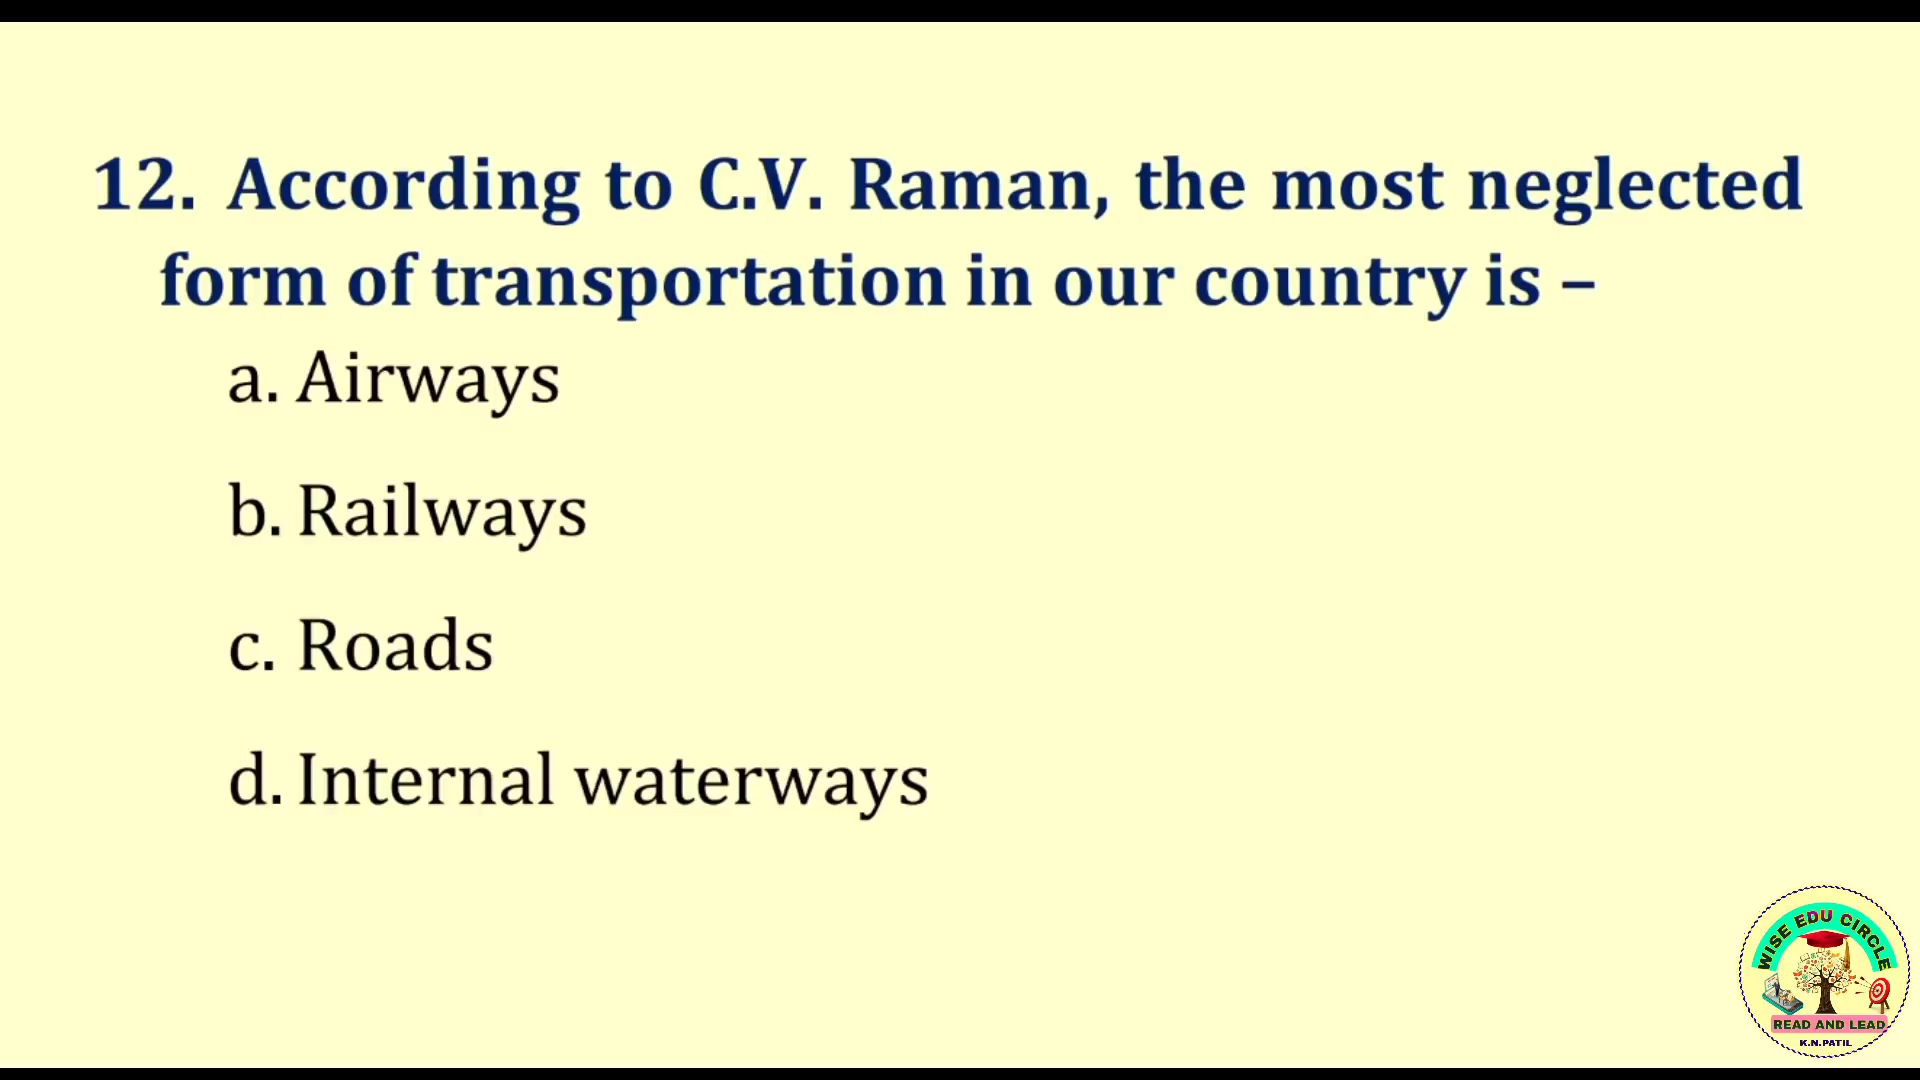 12. According to C.V. Raman, the most neglected
form of transportation in our country is –
a. Airways
b. Railways
c. Roads
d. Internal waterways
WISE EDU CIRCLE
READ AND LEAD
K.N.PATIL